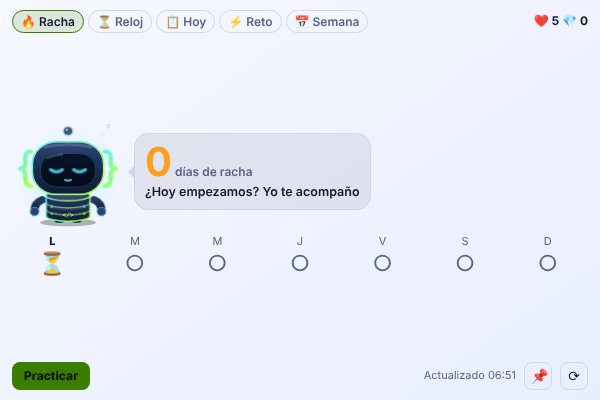 🔥 Racha ⏳ Reloj 📋 Hoy ⚡ Reto 📅 Semana ❤️ 5 💎 0
0 días de racha
¿Hoy empezamos? Yo te acompaño
</>
L M M J V S D
Practicar Actualizado 06:51